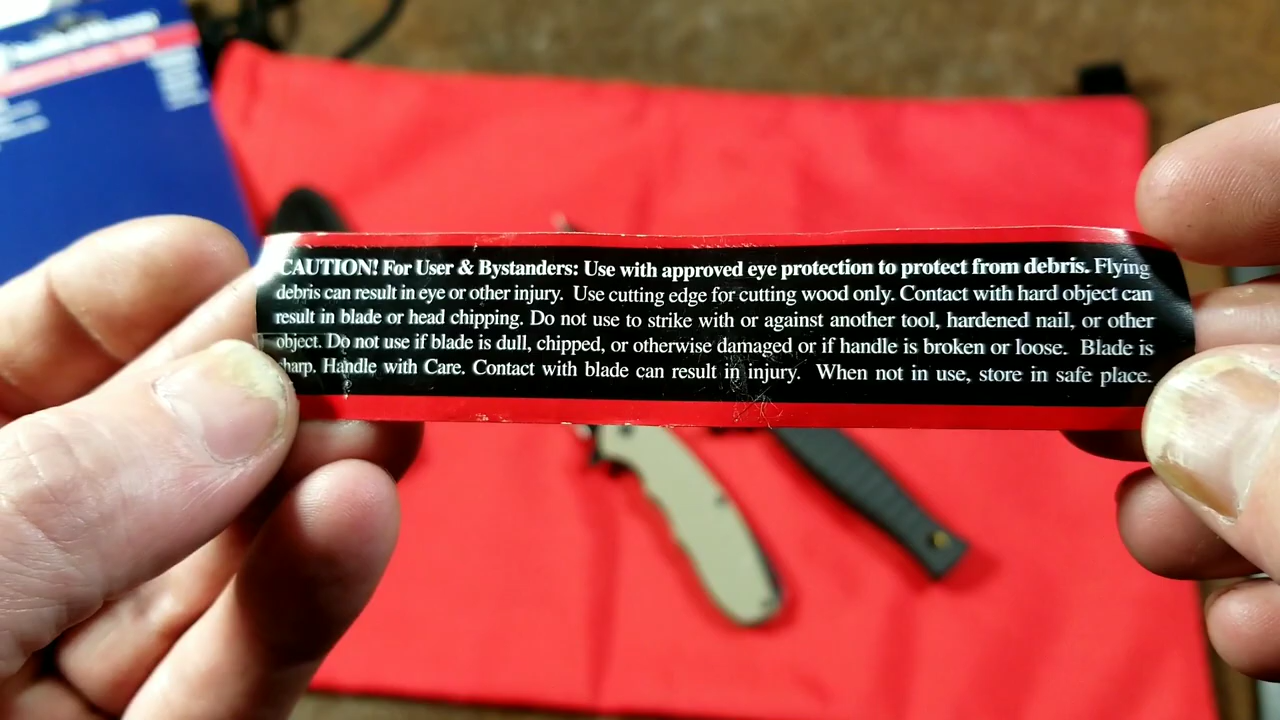 CAUTION! For User & Bystanders: Use with approved eye protection to protect from debris. Flying
debris can result in eye or other injury. Use cutting edge for cutting wood only. Contact with hard object can
result in blade or head chipping. Do not use to strike with or against another tool, hardened nail, or other
object. Do not use if blade is dull, chipped, or otherwise damaged or if handle is broken or loose. Blade is
sharp. Handle with Care. Contact with blade can result in injury. When not in use, store in safe place.